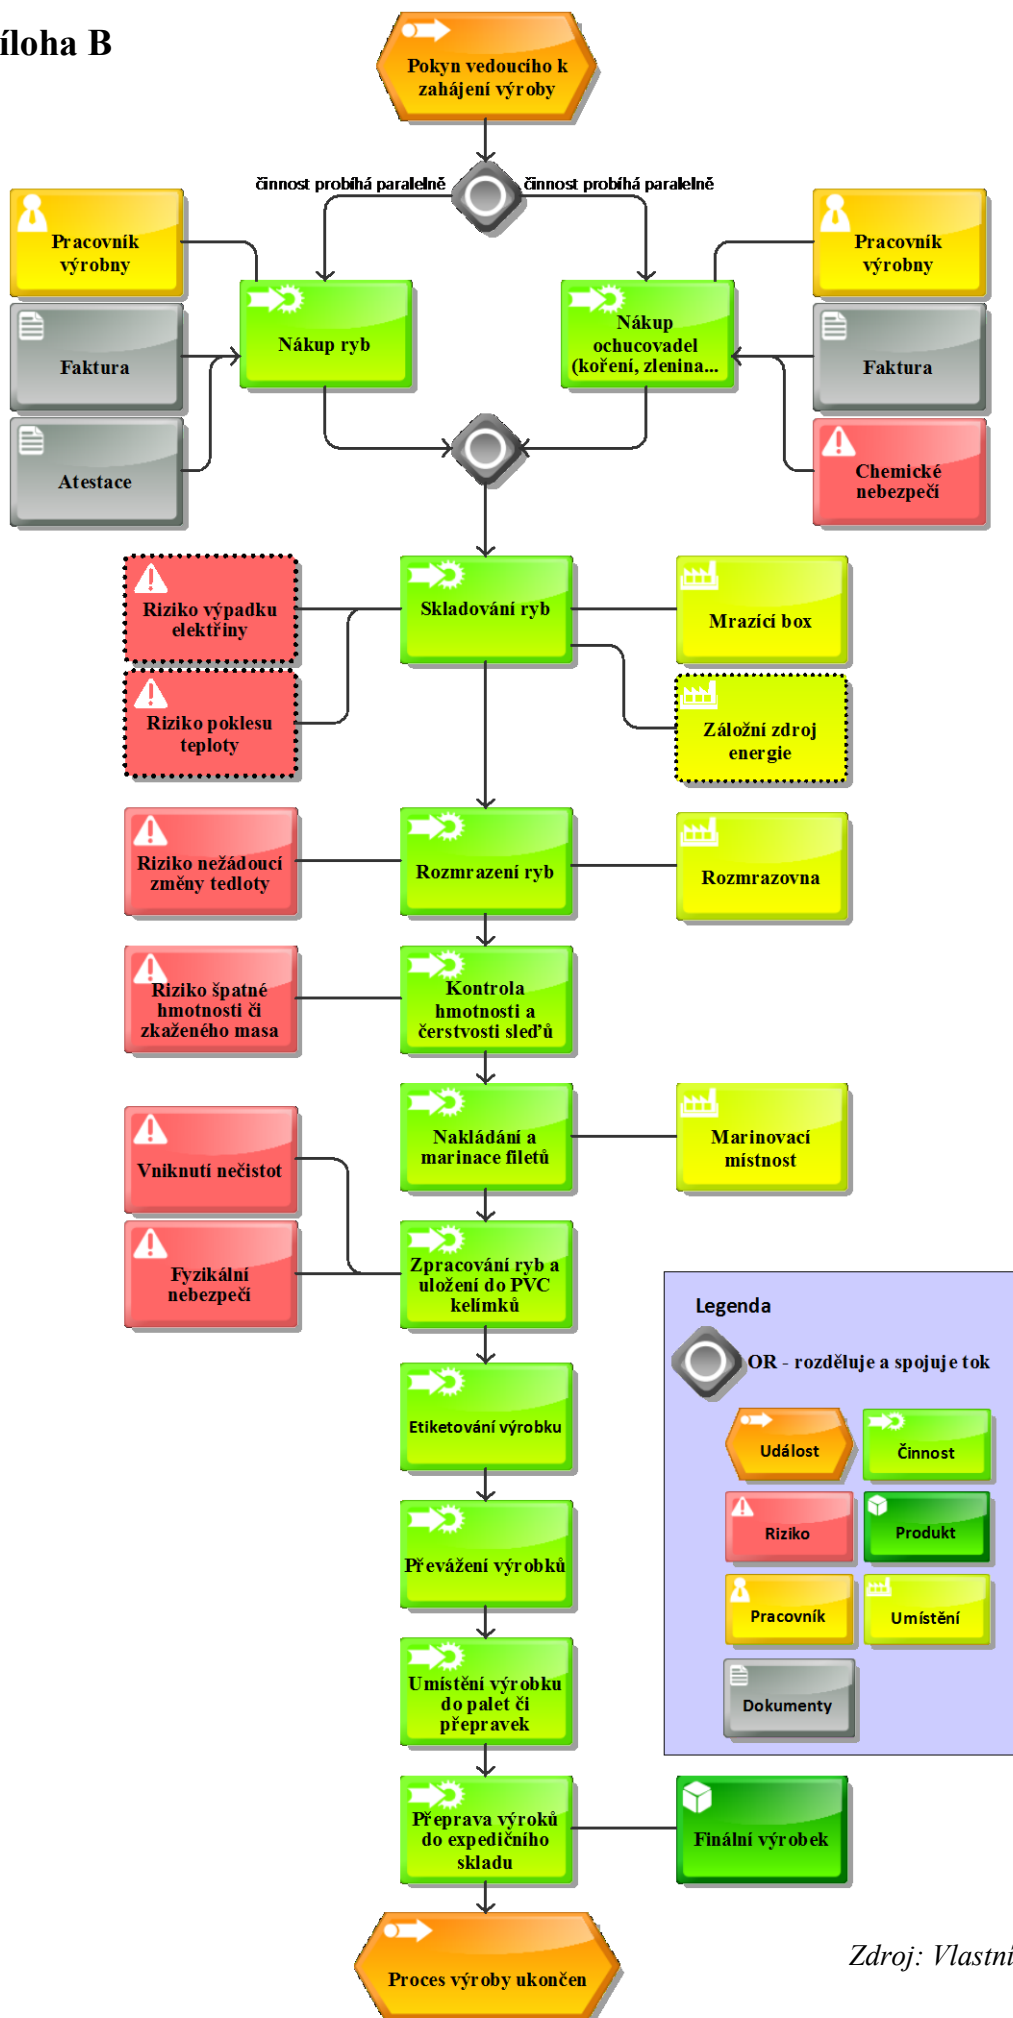 íloha B
Pokyn vedoucího k
zahájení výroby
činnost probíhá paralelně
činnost probíhá paralelně
Pracovník
výrobny
Pracovník
výrobny
Nákup ryb
Nákup
ochucovadel
(koření, zlenina...
Faktura
Faktura
Atestace
Chemické
nebezpečí
Riziko výpadku
elektřiny
Skladování ryb
Mrazící box
Riziko poklesu
teploty
Záložní zdroj
energie
Riziko nežádoucí
změny tedloty
Rozmrazení ryb
Rozmrazovna
Riziko špatné
hmotnosti či
zkaženého masa
Kontrola
hmotnosti a
čerstvosti sleďů
Nakládání a
marinace filetů
Marinovací
místnost
Vniknutí nečistot
Fyzikální
nebezpečí
Zpracování ryb a
uložení do PVC
kelímků
Etiketování výrobku
Převážení výrobků
Umístění výrobku
do palet či
přepravek
Přeprava výroků
do expedičního
skladu
Finální výrobek
Proces výroby ukončen
Legenda
OR - rozděluje a spojuje tok
Událost
Činnost
Riziko
Produkt
Pracovník
Umístění
Dokumenty
Zdroj: Vlastní